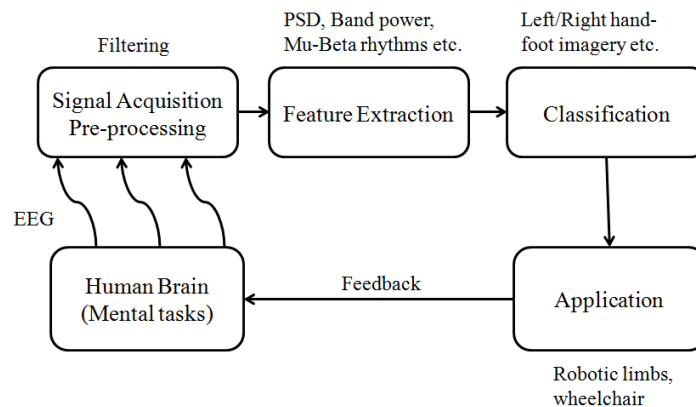 Filtering
PSD, Band power,
Mu-Beta rhythms etc.
Left/Right hand-
foot imagery etc.
Signal Acquisition
Pre-processing
Feature Extraction
Classification
EEG
Human Brain
(Mental tasks)
Feedback
Application
Robotic limbs,
wheelchair